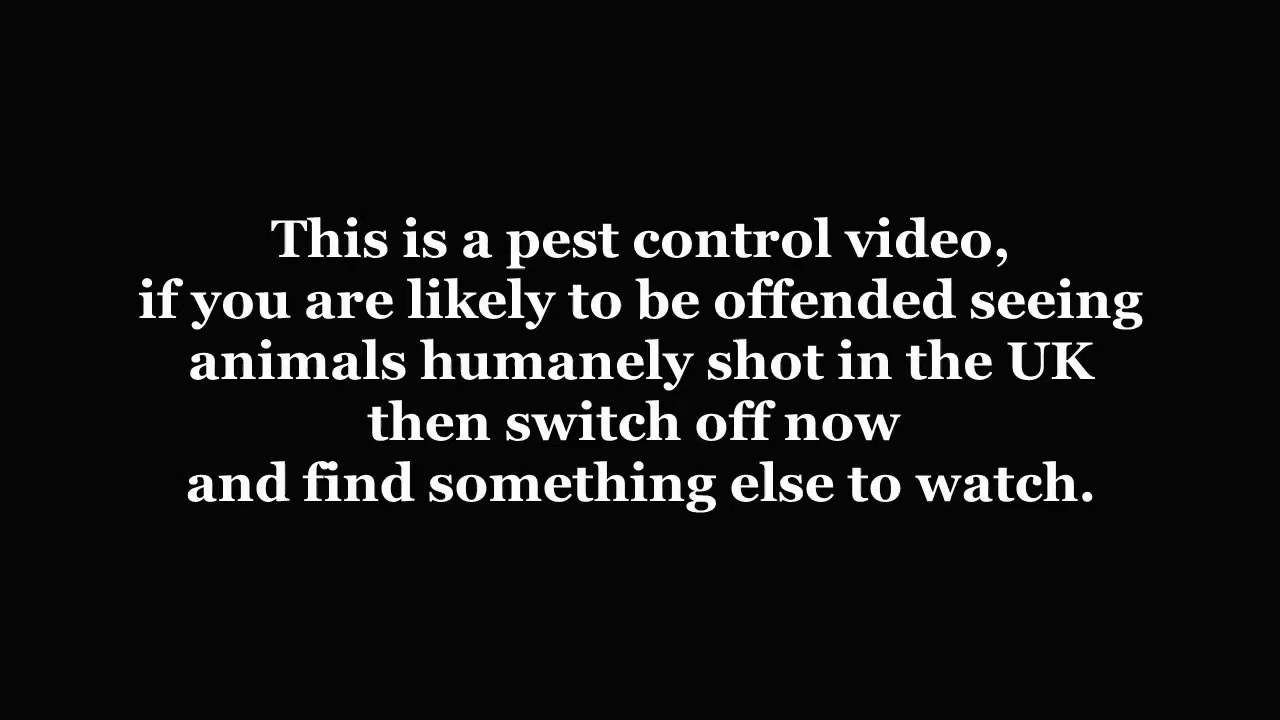 This is a pest control video,
if you are likely to be offended seeing
animals humanely shot in the UK
then switch off now
and find something else to watch.